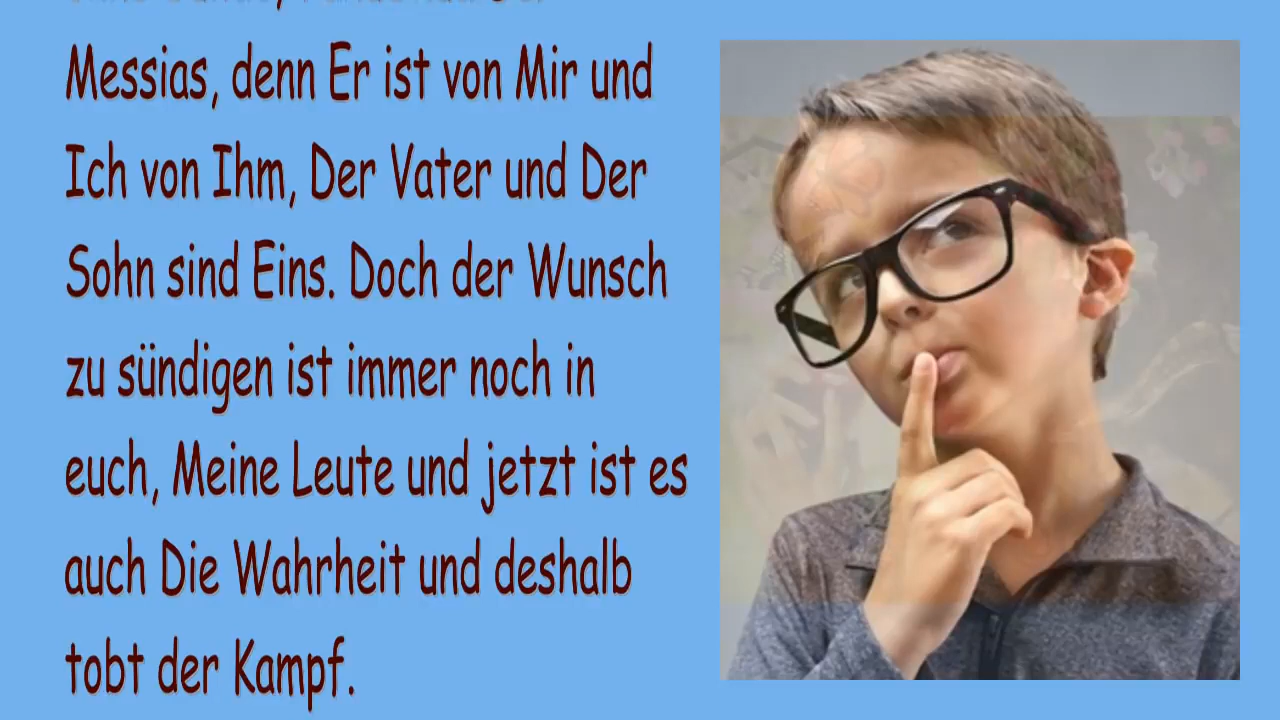 Messias, denn Er ist von Mir und
Ich von Ihm, Der Vater und Der
Sohn sind Eins. Doch der Wunsch
zu sündigen ist immer noch in
euch, Meine Leute und jetzt ist es
auch Die Wahrheit und deshalb
tobt der Kampf.